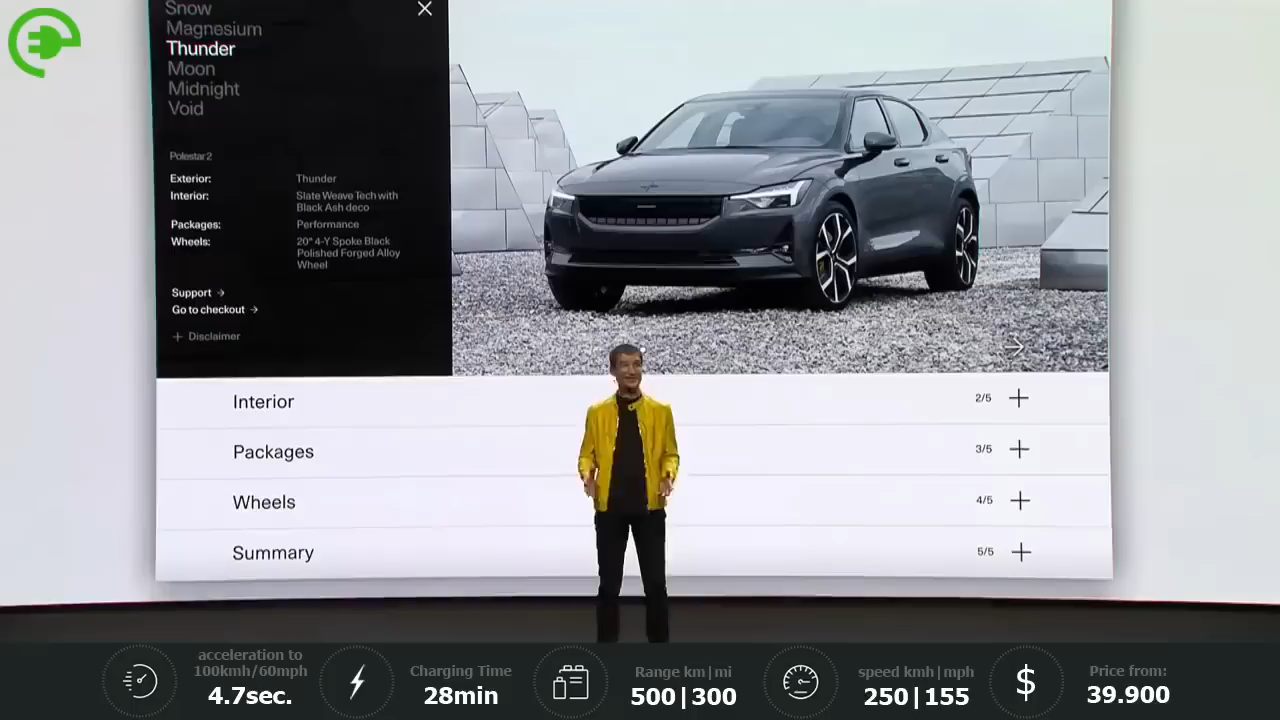 Snow
Magnesium
Thunder
Moon
Midnight
Void
Polestar 2
Exterior: Thunder
Interior: Slate Weave Tech with
Black Ash deco
Packages: Performance
Wheels: 20" 4-Y Spoke Black
Polished Forged Alloy
Wheel
Support →
Go to checkout →
+ Disclaimer
Interior 2/5 +
Packages 3/5 +
Wheels 4/5 +
Summary 5/5 +
acceleration to
100kmh/60mph
4.7sec.
Charging Time
28min
Range km|mi
500|300
speed kmh|mph
250|155
$
Price from:
39.900